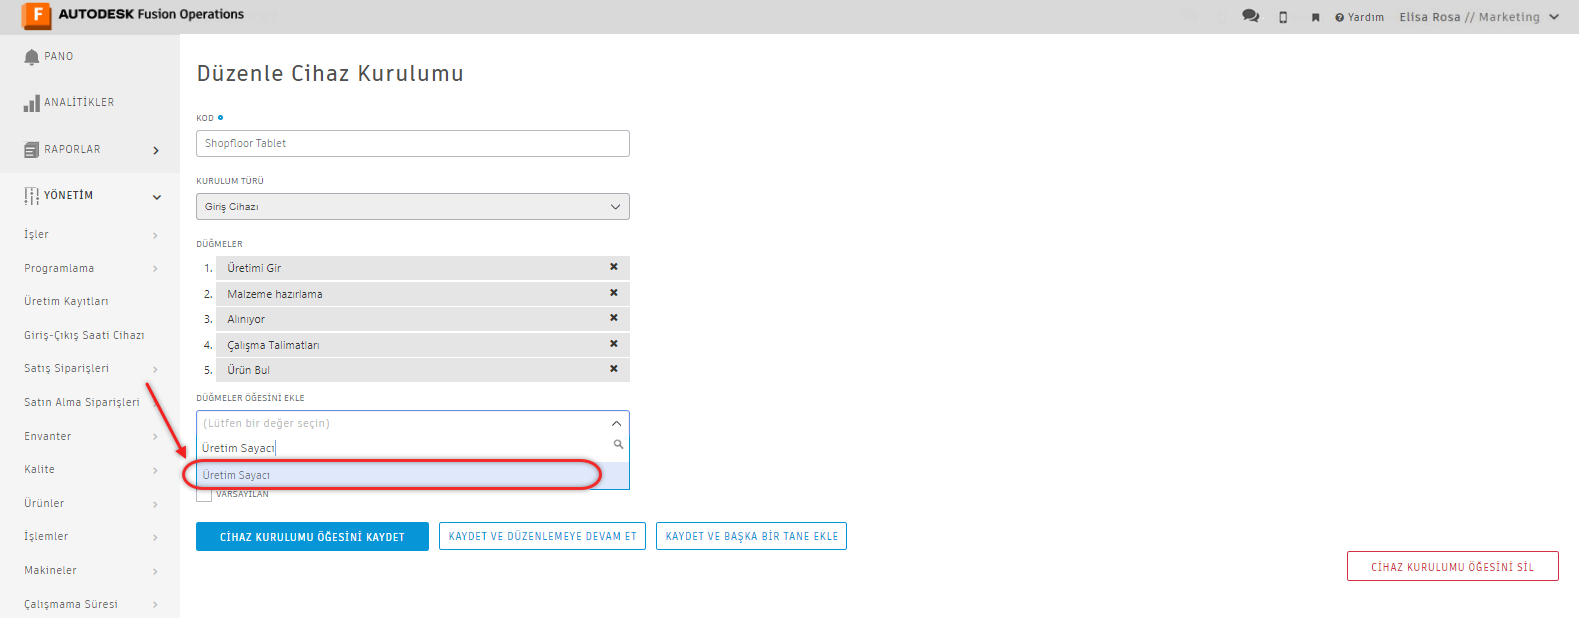 F AUTODESK Fusion Operations
Yardım Elisa Rosa // Marketing
PANO
ANALİTİKLER
RAPORLAR
YÖNETİM
İşler
Programlama
Üretim Kayıtları
Giriş-Çıkış Saati Cihazı
Satış Siparişleri
Satın Alma Siparişleri
Envanter
Kalite
Ürünler
İşlemler
Makineler
Çalışmama Süresi
Düzenle Cihaz Kurulumu
KOD
Shopfloor Tablet
KURULUM TÜRÜ
Giriş Cihazı
DÜĞMELER
1. Üretimi Gir
2. Malzeme hazırlama
3. Alınıyor
4. Çalışma Talimatları
5. Ürün Bul
DÜĞMELER ÖĞESİNİ EKLE
(Lütfen bir değer seçin)
Üretim Sayacı
Üretim Sayacı
VARSAYILAN
CİHAZ KURULUMU ÖĞESİNİ KAYDET KAYDET VE DÜZENLEMEYE DEVAM ET KAYDET VE BAŞKA BİR TANE EKLE
CİHAZ KURULUMU ÖĞESİNİ SİL